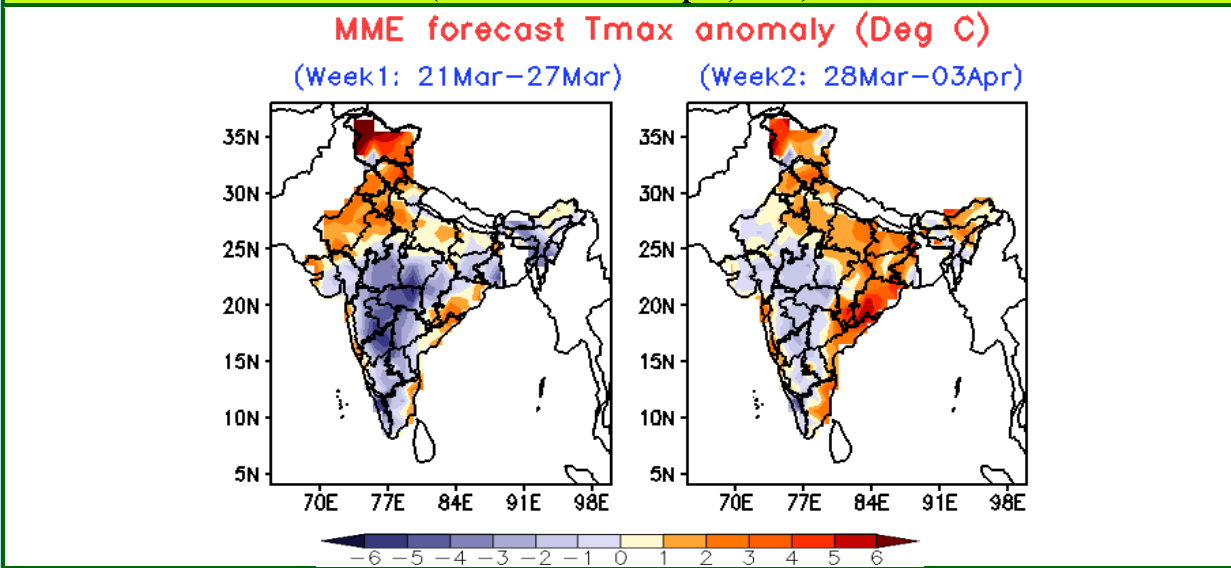 MME forecast Tmax anomaly (Deg C)
(Week1: 21Mar–27Mar) (Week2: 28Mar–03Apr)
35N 35N
30N 30N
25N 25N
20N 20N
15N 15N
10N 10N
5N 5N
70E 77E 84E 91E 98E 70E 77E 84E 91E 98E
−6 −5 −4 −3 −2 −1 0 1 2 3 4 5 6